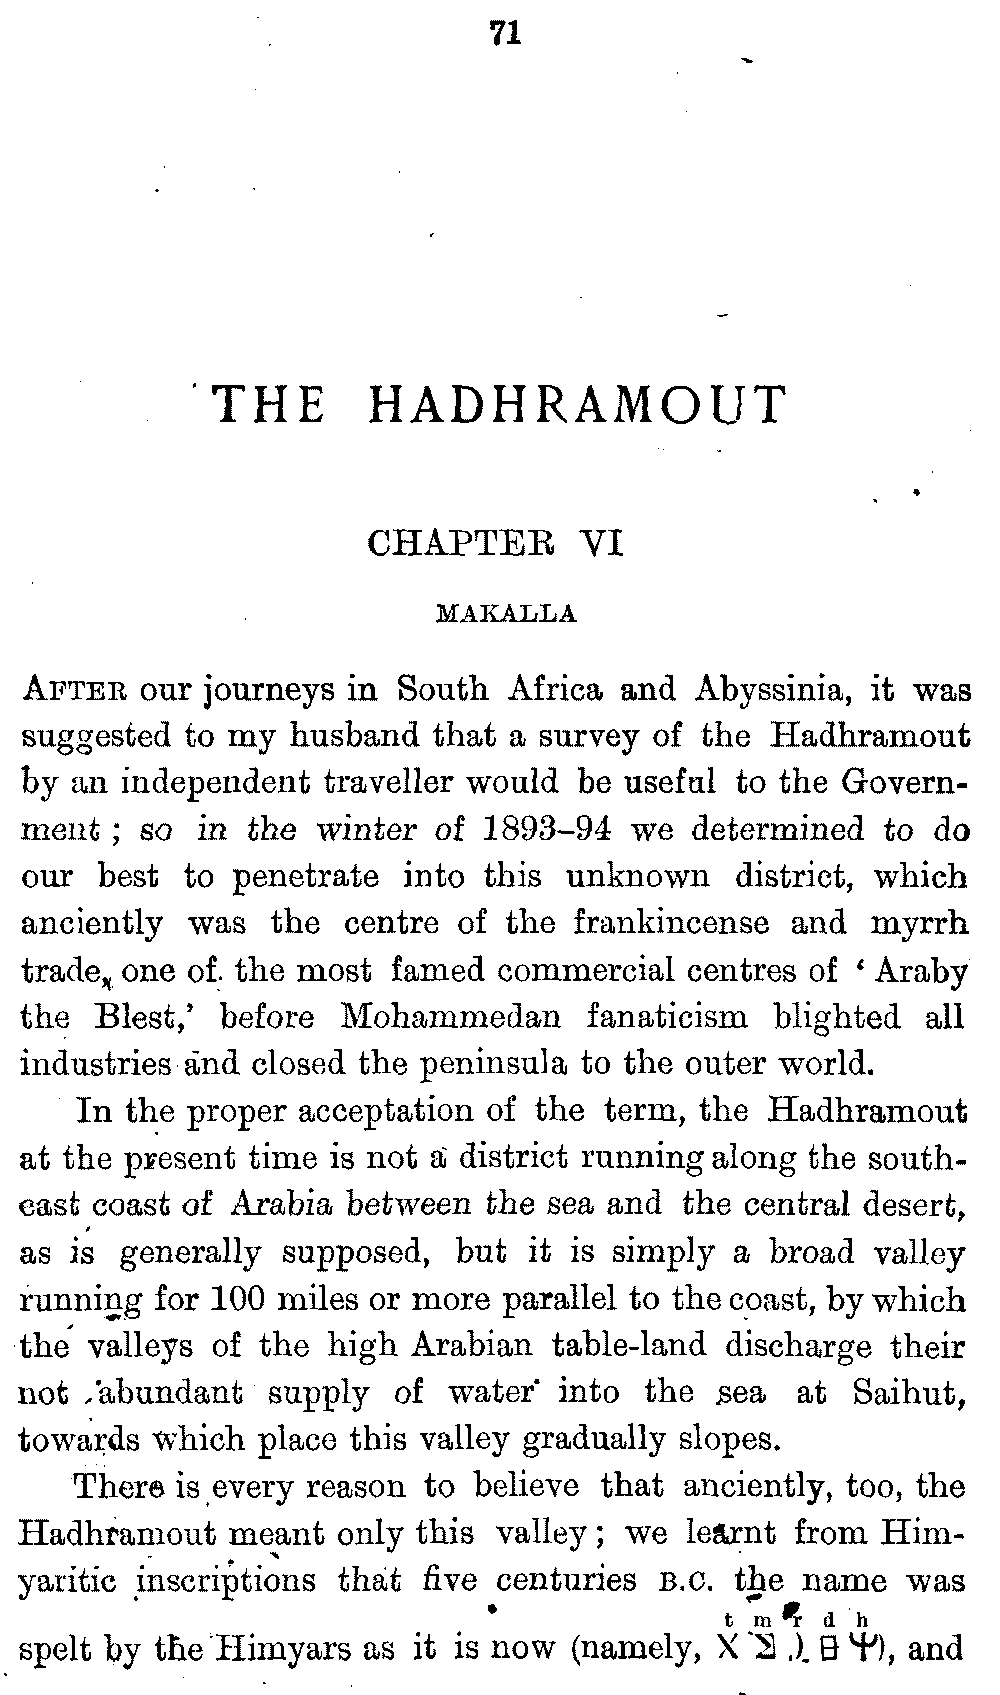 71
THE HADHRAMOUT
CHAPTER VI
MAKALLA
AFTER our journeys in South Africa and Abyssinia, it was
suggested to my husband that a survey of the Hadhramout
by an independent traveller would be useful to the Govern-
ment ; so in the winter of 1893–94 we determined to do
our best to penetrate into this unknown district, which
anciently was the centre of the frankincense and myrrh
trade, one of the most famed commercial centres of ‘ Araby
the Blest,’ before Mohammedan fanaticism blighted all
industries and closed the peninsula to the outer world.
In the proper acceptation of the term, the Hadhramout
at the present time is not a district running along the south-
east coast of Arabia between the sea and the central desert,
as is generally supposed, but it is simply a broad valley
running for 100 miles or more parallel to the coast, by which
the valleys of the high Arabian table-land discharge their
not abundant supply of water into the sea at Saihut,
towards which place this valley gradually slopes.
There is every reason to believe that anciently, too, the
Hadhramout meant only this valley ; we learnt from Him-
yaritic inscriptions that five centuries B.C. the name was
t m r d h
spelt by the Himyars as it is now (namely, 𐩩𐩣𐩧𐩳𐩢), and